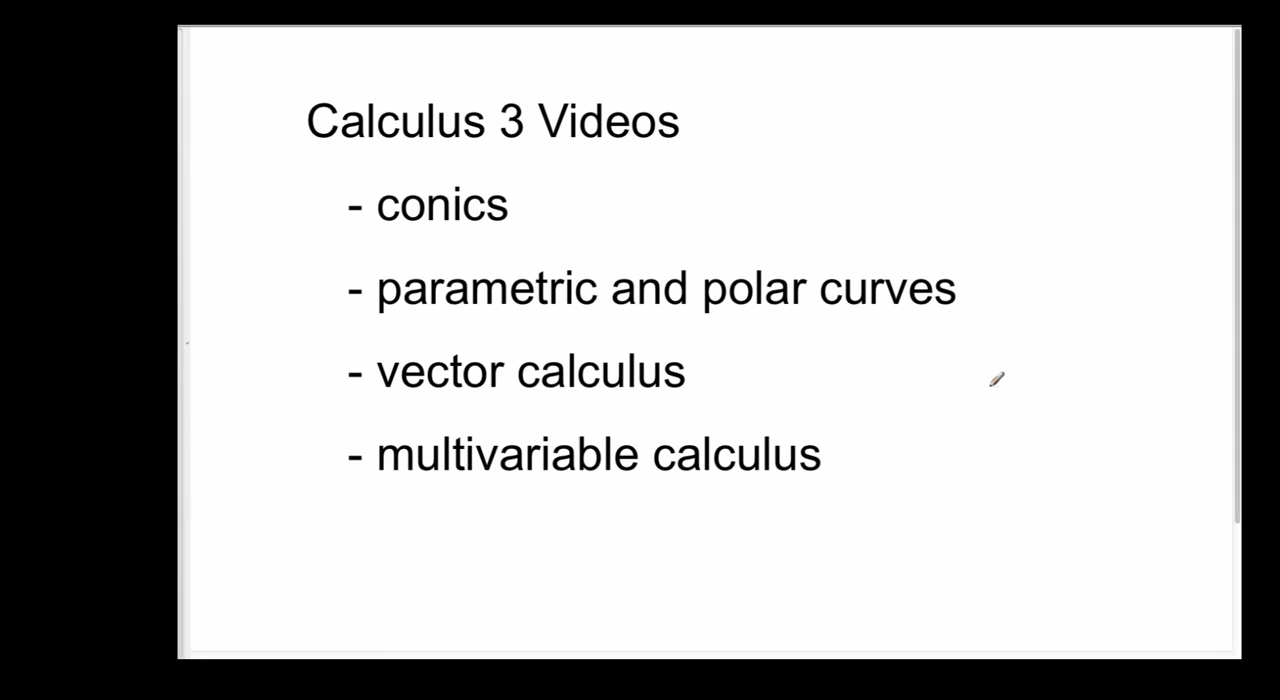 Calculus 3 Videos
- conics
- parametric and polar curves
- vector calculus
- multivariable calculus